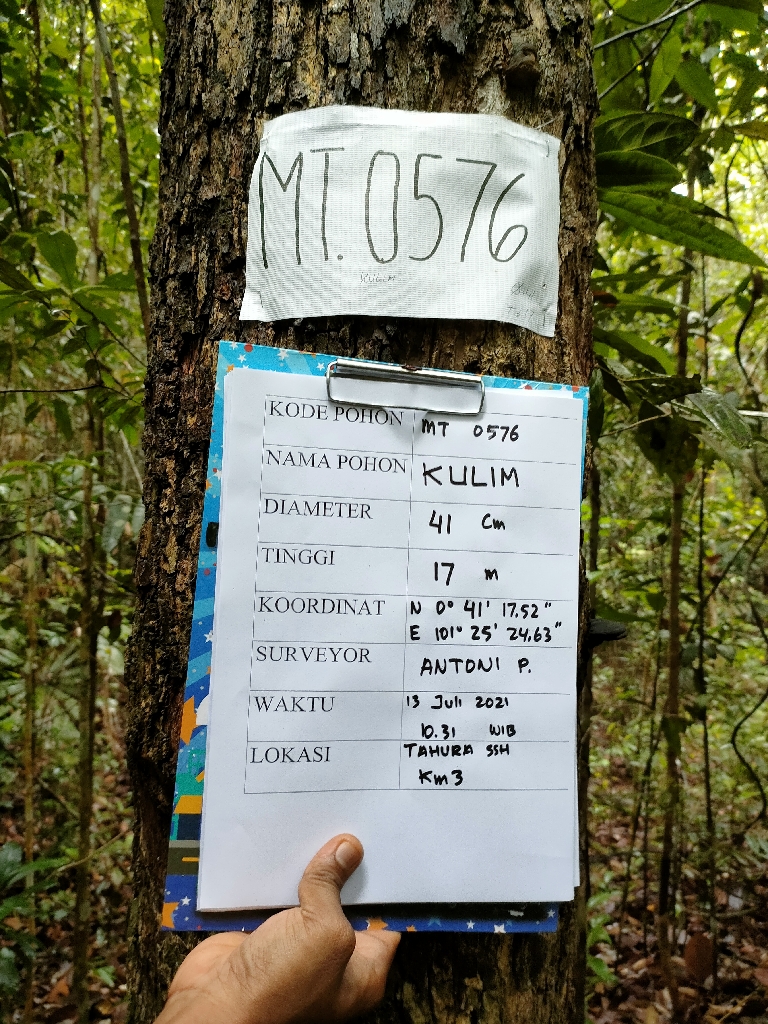 MT. 0576
KULIM
KODE POHON MT 0576
NAMA POHON KULIM
DIAMETER 41 Cm
TINGGI 17 m
KOORDINAT N 0° 41' 17.52"
E 101° 25' 24,63"
SURVEYOR ANTONI P.
WAKTU 13 Juli 2021
10.31 WIB
LOKASI TAHURA SSH
Km3